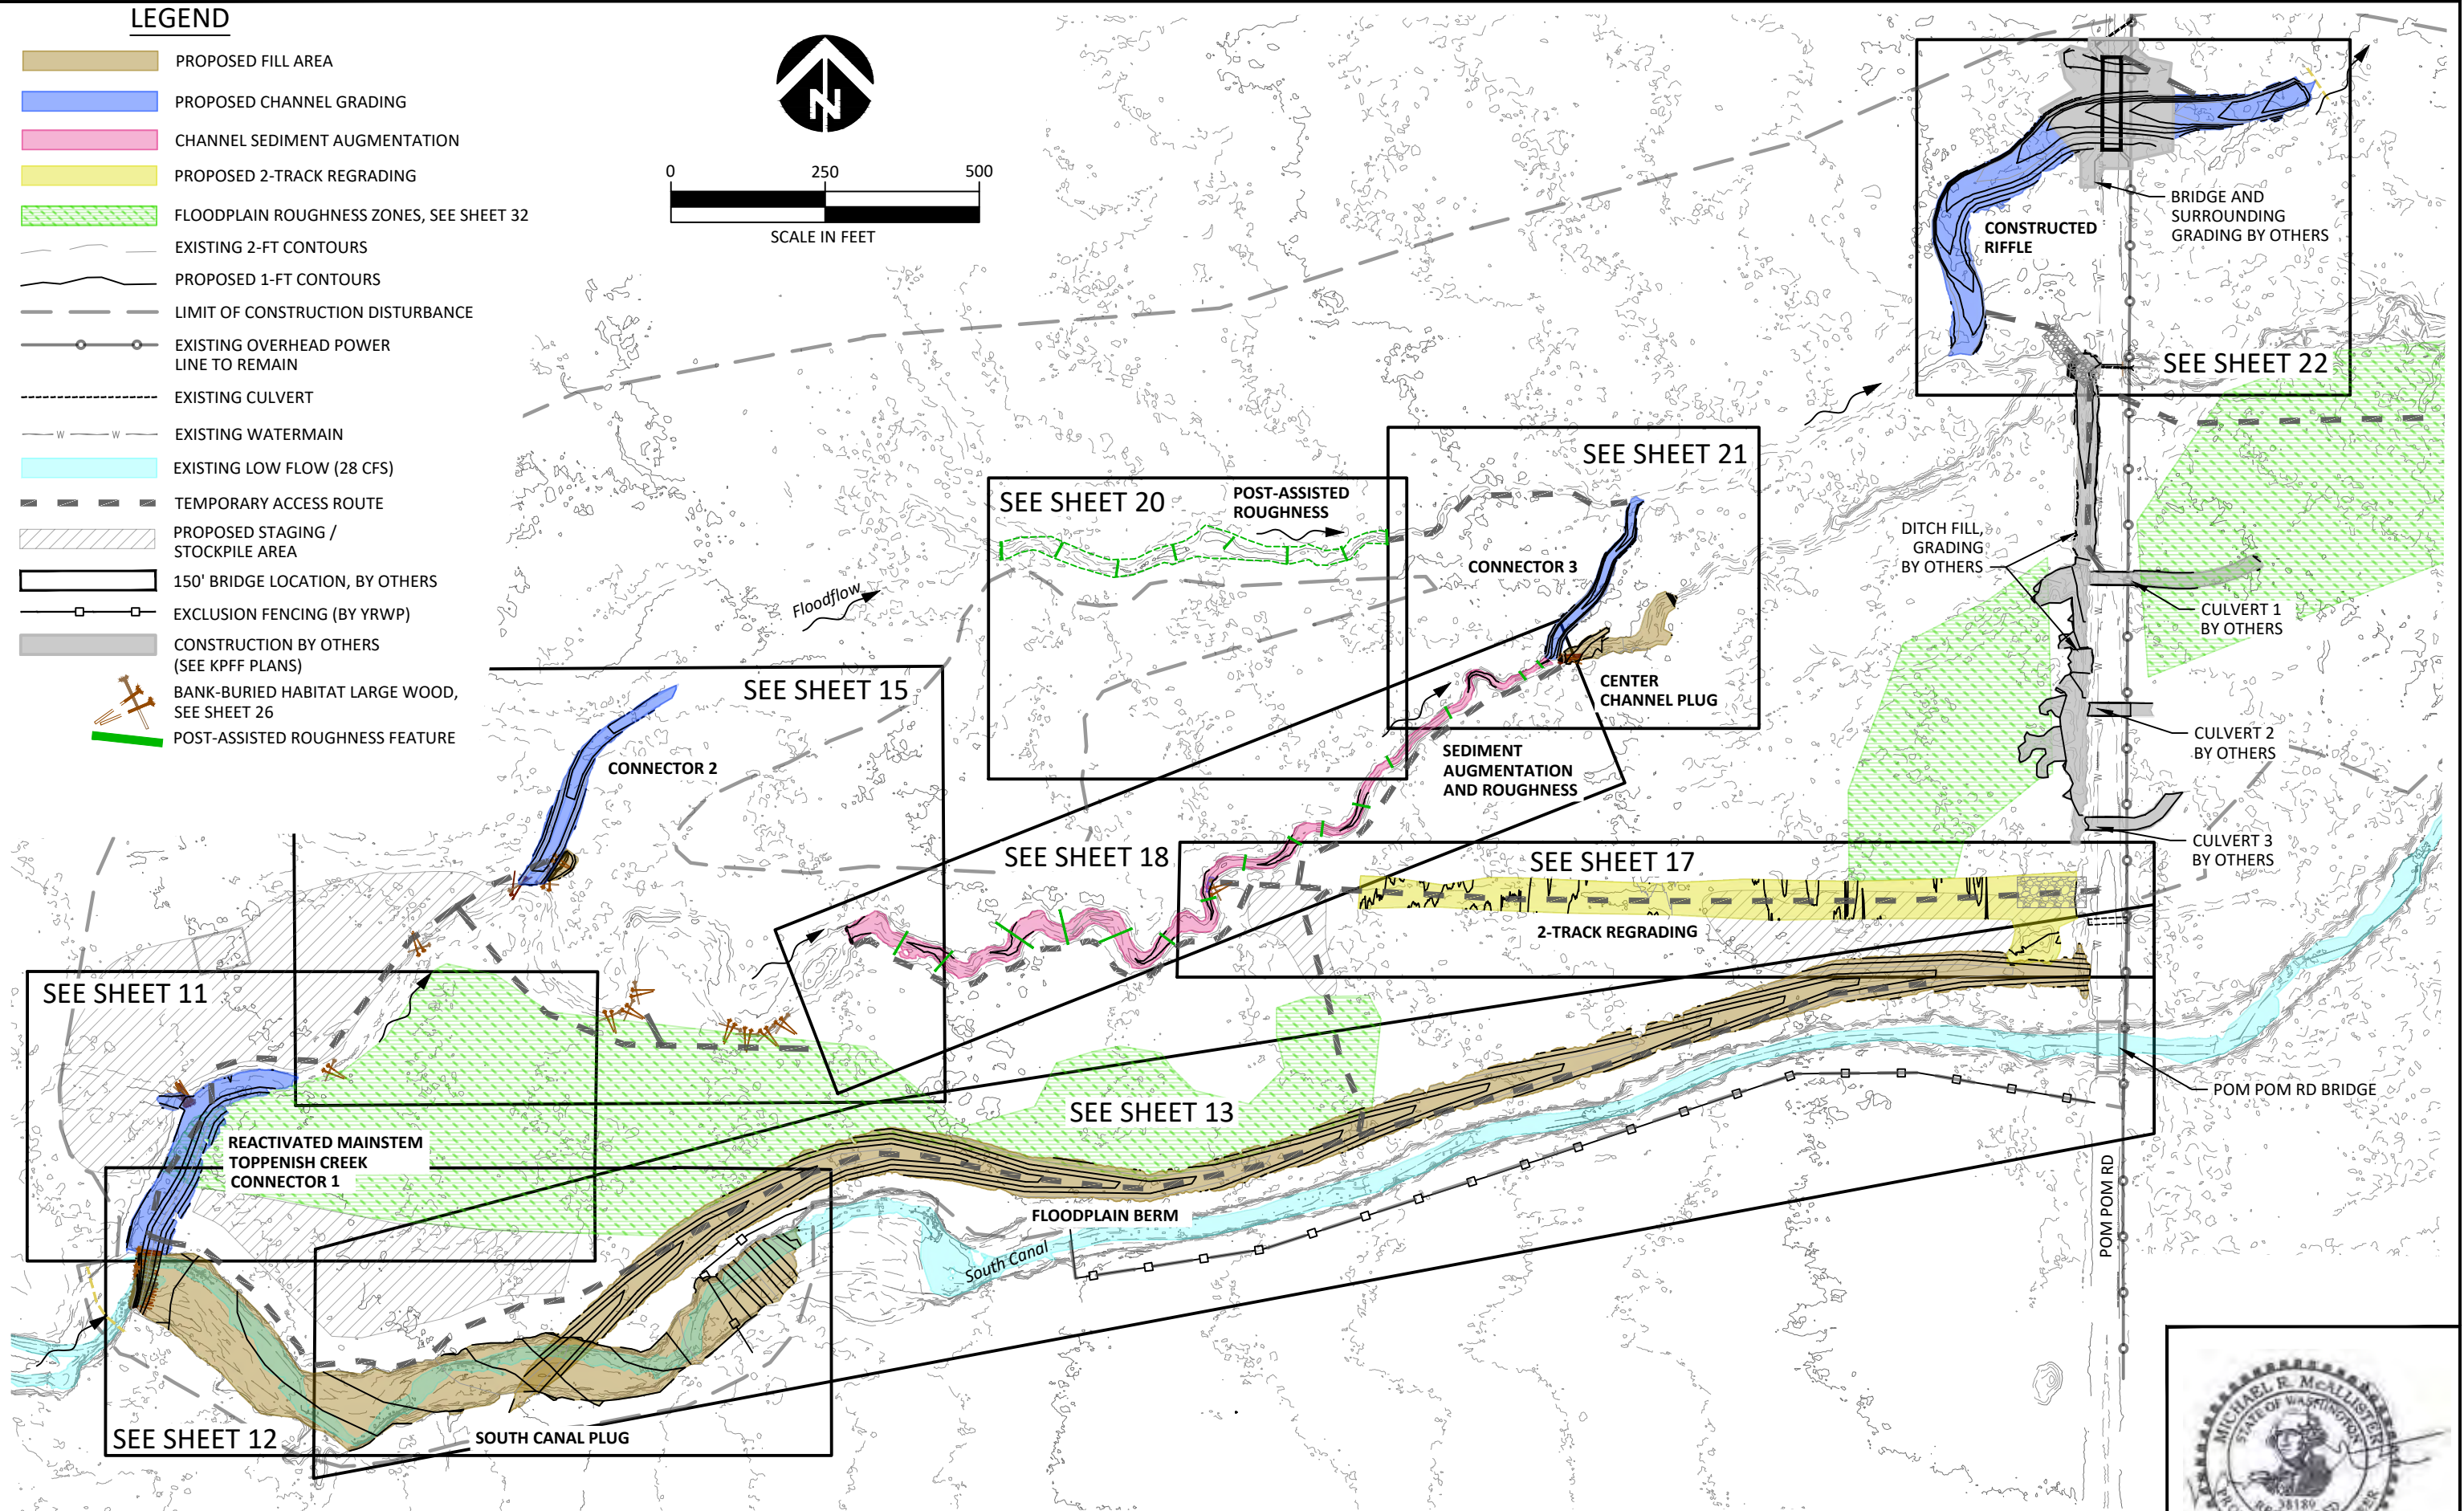 LEGEND
PROPOSED FILL AREA
PROPOSED CHANNEL GRADING
CHANNEL SEDIMENT AUGMENTATION
PROPOSED 2-TRACK REGRADING
FLOODPLAIN ROUGHNESS ZONES, SEE SHEET 32
EXISTING 2-FT CONTOURS
PROPOSED 1-FT CONTOURS
LIMIT OF CONSTRUCTION DISTURBANCE
EXISTING OVERHEAD POWER
LINE TO REMAIN
EXISTING CULVERT
W W
EXISTING WATERMAIN
EXISTING LOW FLOW (28 CFS)
TEMPORARY ACCESS ROUTE
PROPOSED STAGING /
STOCKPILE AREA
150' BRIDGE LOCATION, BY OTHERS
EXCLUSION FENCING (BY YRWP)
CONSTRUCTION BY OTHERS
(SEE KPFF PLANS)
BANK-BURIED HABITAT LARGE WOOD,
SEE SHEET 26
POST-ASSISTED ROUGHNESS FEATURE
N
0 250 500
SCALE IN FEET
BRIDGE AND
SURROUNDING
GRADING BY OTHERS
CONSTRUCTED
RIFFLE
SEE SHEET 22
SEE SHEET 21
SEE SHEET 20
POST-ASSISTED
ROUGHNESS
CONNECTOR 3
DITCH FILL,
GRADING
BY OTHERS
Floodflow
CULVERT 1
BY OTHERS
CENTER
CHANNEL PLUG
SEE SHEET 15
CONNECTOR 2
SEDIMENT
AUGMENTATION
AND ROUGHNESS
CULVERT 2
BY OTHERS
CULVERT 3
BY OTHERS
SEE SHEET 18
SEE SHEET 17
2-TRACK REGRADING
SEE SHEET 11
SEE SHEET 13
POM POM RD BRIDGE
REACTIVATED MAINSTEM
TOPPENISH CREEK
CONNECTOR 1
FLOODPLAIN BERM
South Canal
POM POM RD
SEE SHEET 12
SOUTH CANAL PLUG
MICHAEL R. McALLISTER
STATE OF WASHINGTON
38180